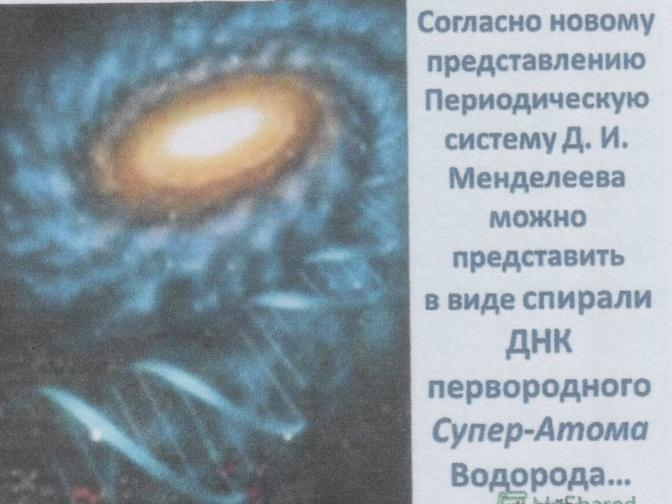 Согласно новому
представлению
Периодическую
систему Д. И.
Менделеева
можно
представить
в виде спирали
ДНК
первородного
Супер-Атома
Водорода...